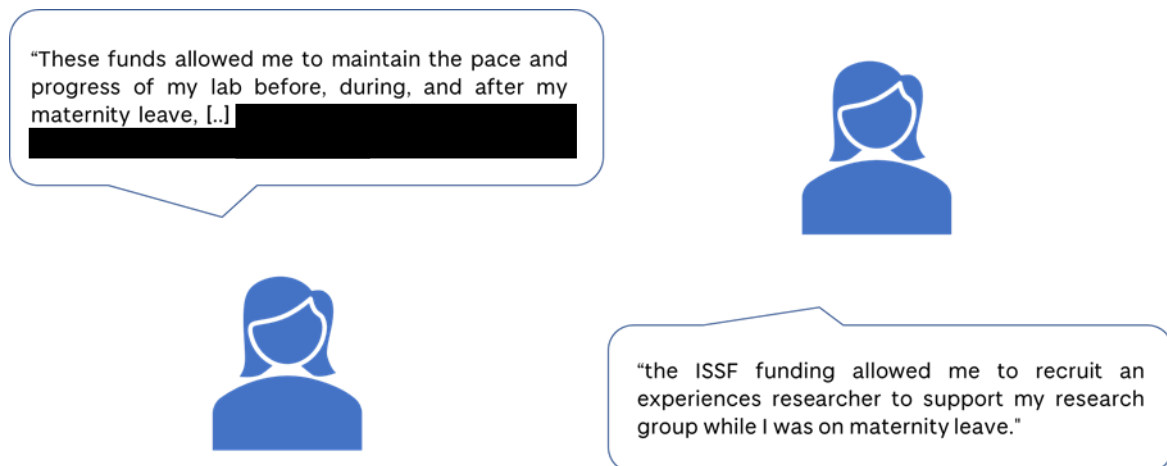 “These funds allowed me to maintain the pace and
progress of my lab before, during, and after my
maternity leave, [..]
“the ISSF funding allowed me to recruit an
experiences researcher to support my research
group while I was on maternity leave."